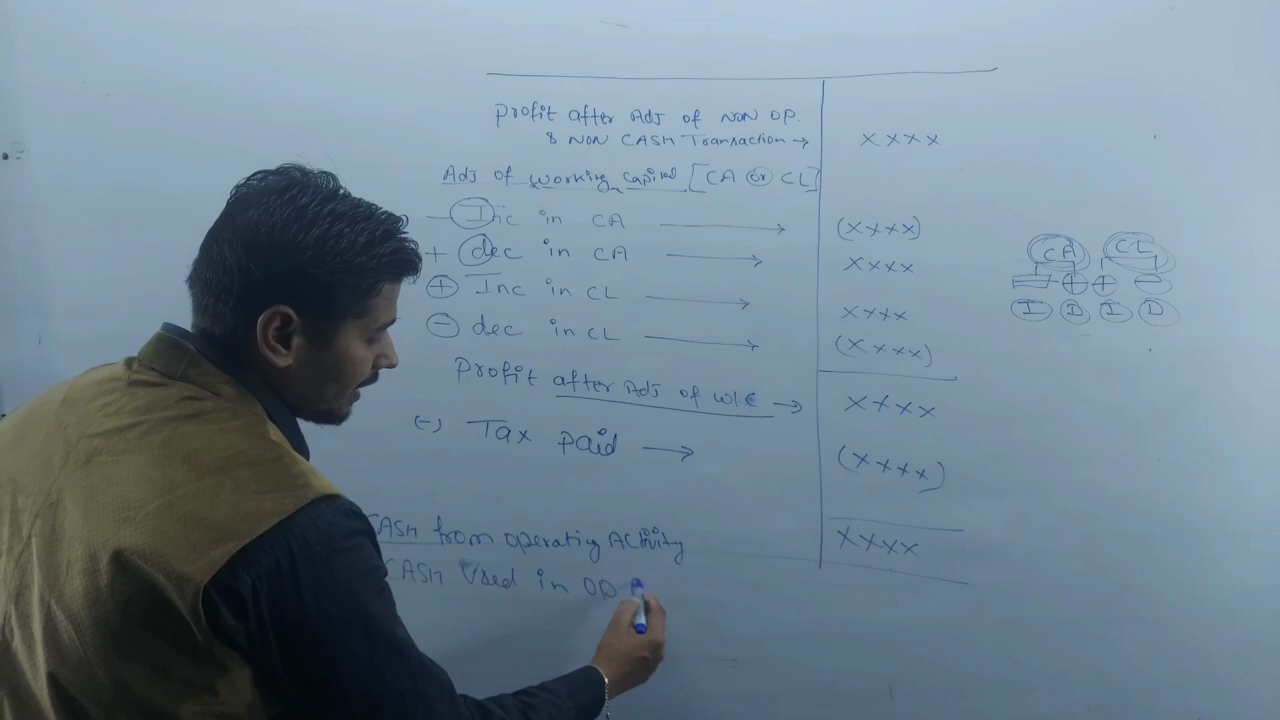 Profit after Adj of NON OP.
& NON CASH Transaction → XXXX
Adj of working capital [CA or CL]
- Inc in CA → (XXXX)
+ dec in CA → XXXX
+ Inc in CL → XXXX
- dec in CL → (XXXX)
Profit after Adj of W/C → XXXX
(-) Tax paid → (XXXX)
CASH from operating Activity XXXX
CASH Used in OP
CA CL
- + + -
I D I D